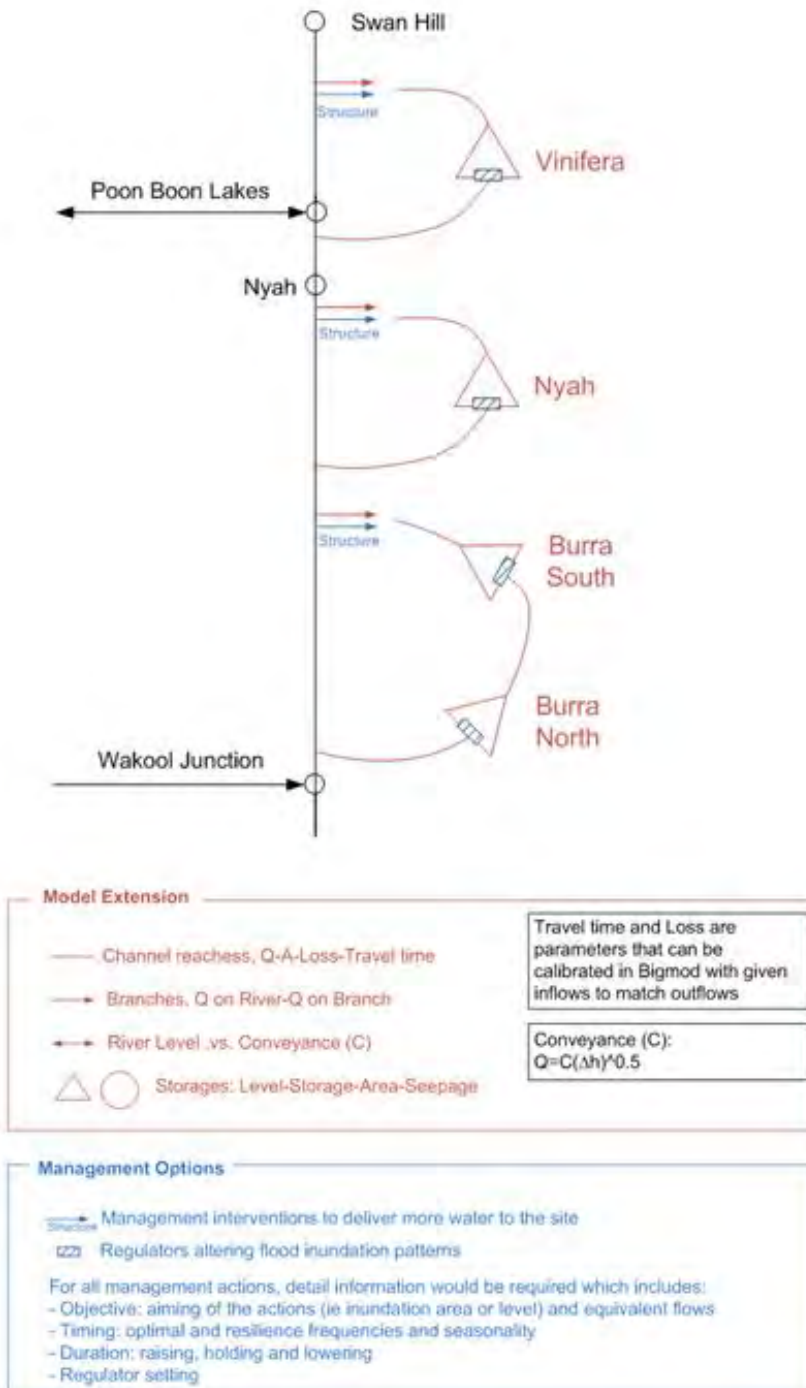 Swan Hill
Structure
Vinifera
Poon Boon Lakes
Nyah
Structure
Nyah
Structure
Burra
South
Burra
North
Wakool Junction
Model Extension
Channel reachess, Q-A-Loss-Travel time
Branches, Q on River-Q on Branch
River Level .vs. Conveyance (C)
Storages: Level-Storage-Area-Seepage
Travel time and Loss are
parameters that can be
calibrated in Bigmod with given
inflows to match outflows
Conveyance (C):
Q=C(Δh)^0.5
Management Options
Structure
Management interventions to deliver more water to the site
Regulators altering flood inundation patterns
For all management actions, detail information would be required which includes:
- Objective: aiming of the actions (ie inundation area or level) and equivalent flows
- Timing: optimal and resilience frequencies and seasonality
- Duration: raising, holding and lowering
- Regulator setting